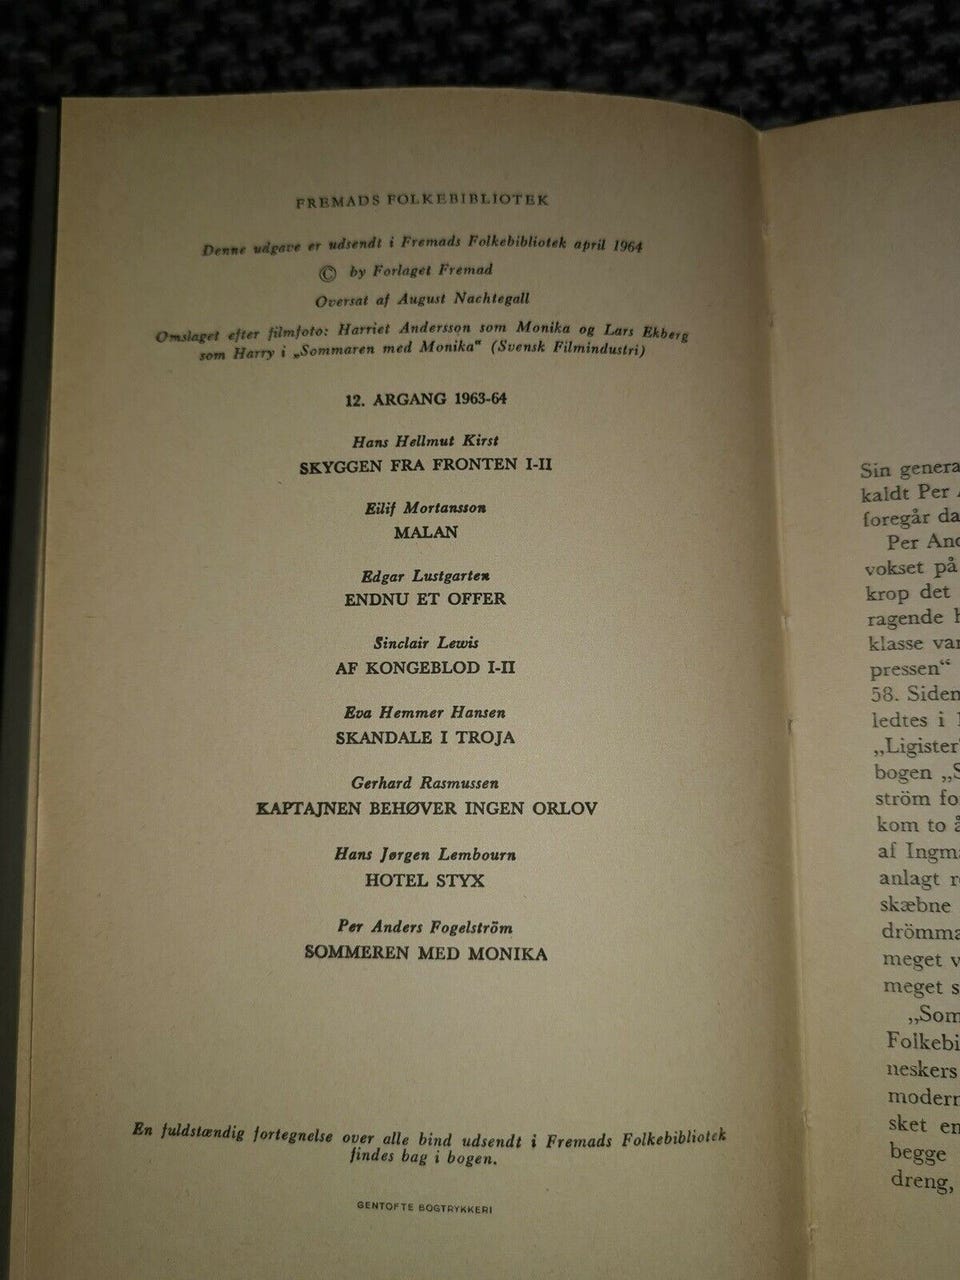 FREMADS FOLKEBIBLIOTEK
Denne udgave er udsendt i Fremads Folkebibliotek april 1964
© by Forlaget Fremad
Oversat af August Nachtegall
Omslaget efter filmfoto: Harriet Andersson som Monika og Lars Ekberg
som Harry i „Sommaren med Monika“ (Svensk Filmindustri)
12. ARGANG 1963-64
Hans Hellmut Kirst
SKYGGEN FRA FRONTEN I-II
Eilif Mortansson
MALAN
Edgar Lustgarten
ENDNU ET OFFER
Sinclair Lewis
AF KONGEBLOD I-II
Eva Hemmer Hansen
SKANDALE I TROJA
Gerhard Rasmussen
KAPTAJNEN BEHØVER INGEN ORLOV
Hans Jørgen Lembourn
HOTEL STYX
Per Anders Fogelström
SOMMEREN MED MONIKA
En fuldstændig fortegnelse over alle bind udsendt i Fremads Folkebibliotek
findes bag i bogen.
GENTOFTE BOGTRYKKERI
Sin genera
kaldt Per
foregår da
Per And
vokset på
krop det
ragende
klasse var
pressen“
58. Siden
ledtes i
„Ligister
bogen „S
ström fo
kom to å
af Ingma
anlagt r
skæbne
drömma
meget v
meget s
„Som
Folkebi
neskers
modern
sket en
begge
dreng,